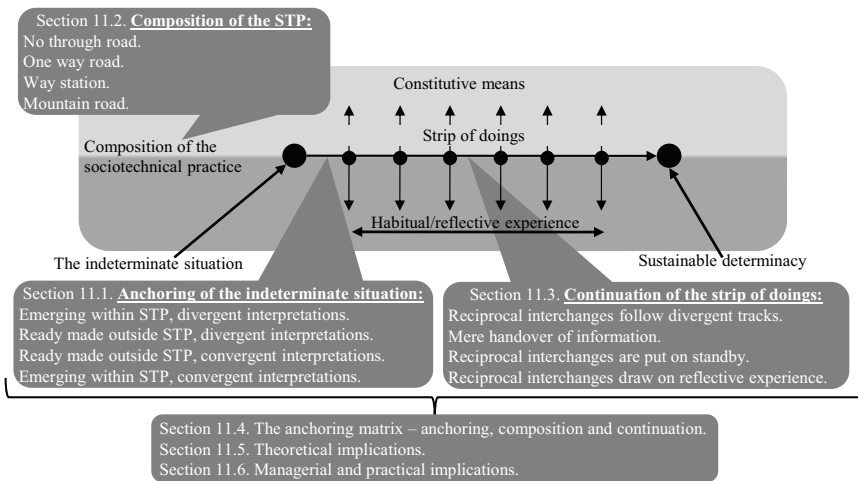 Section 11.2. Composition of the STP:
No through road.
One way road.
Way station.
Mountain road.
Constitutive means
Strip of doings
Composition of the
sociotechnical practice
Habitual/reflective experience
The indeterminate situation
Sustainable determinacy
Section 11.1. Anchoring of the indeterminate situation:
Emerging within STP, divergent interpretations.
Ready made outside STP, divergent interpretations.
Ready made outside STP, convergent interpretations.
Emerging within STP, convergent interpretations.
Section 11.3. Continuation of the strip of doings:
Reciprocal interchanges follow divergent tracks.
Mere handover of information.
Reciprocal interchanges are put on standby.
Reciprocal interchanges draw on reflective experience.
Section 11.4. The anchoring matrix – anchoring, composition and continuation.
Section 11.5. Theoretical implications.
Section 11.6. Managerial and practical implications.